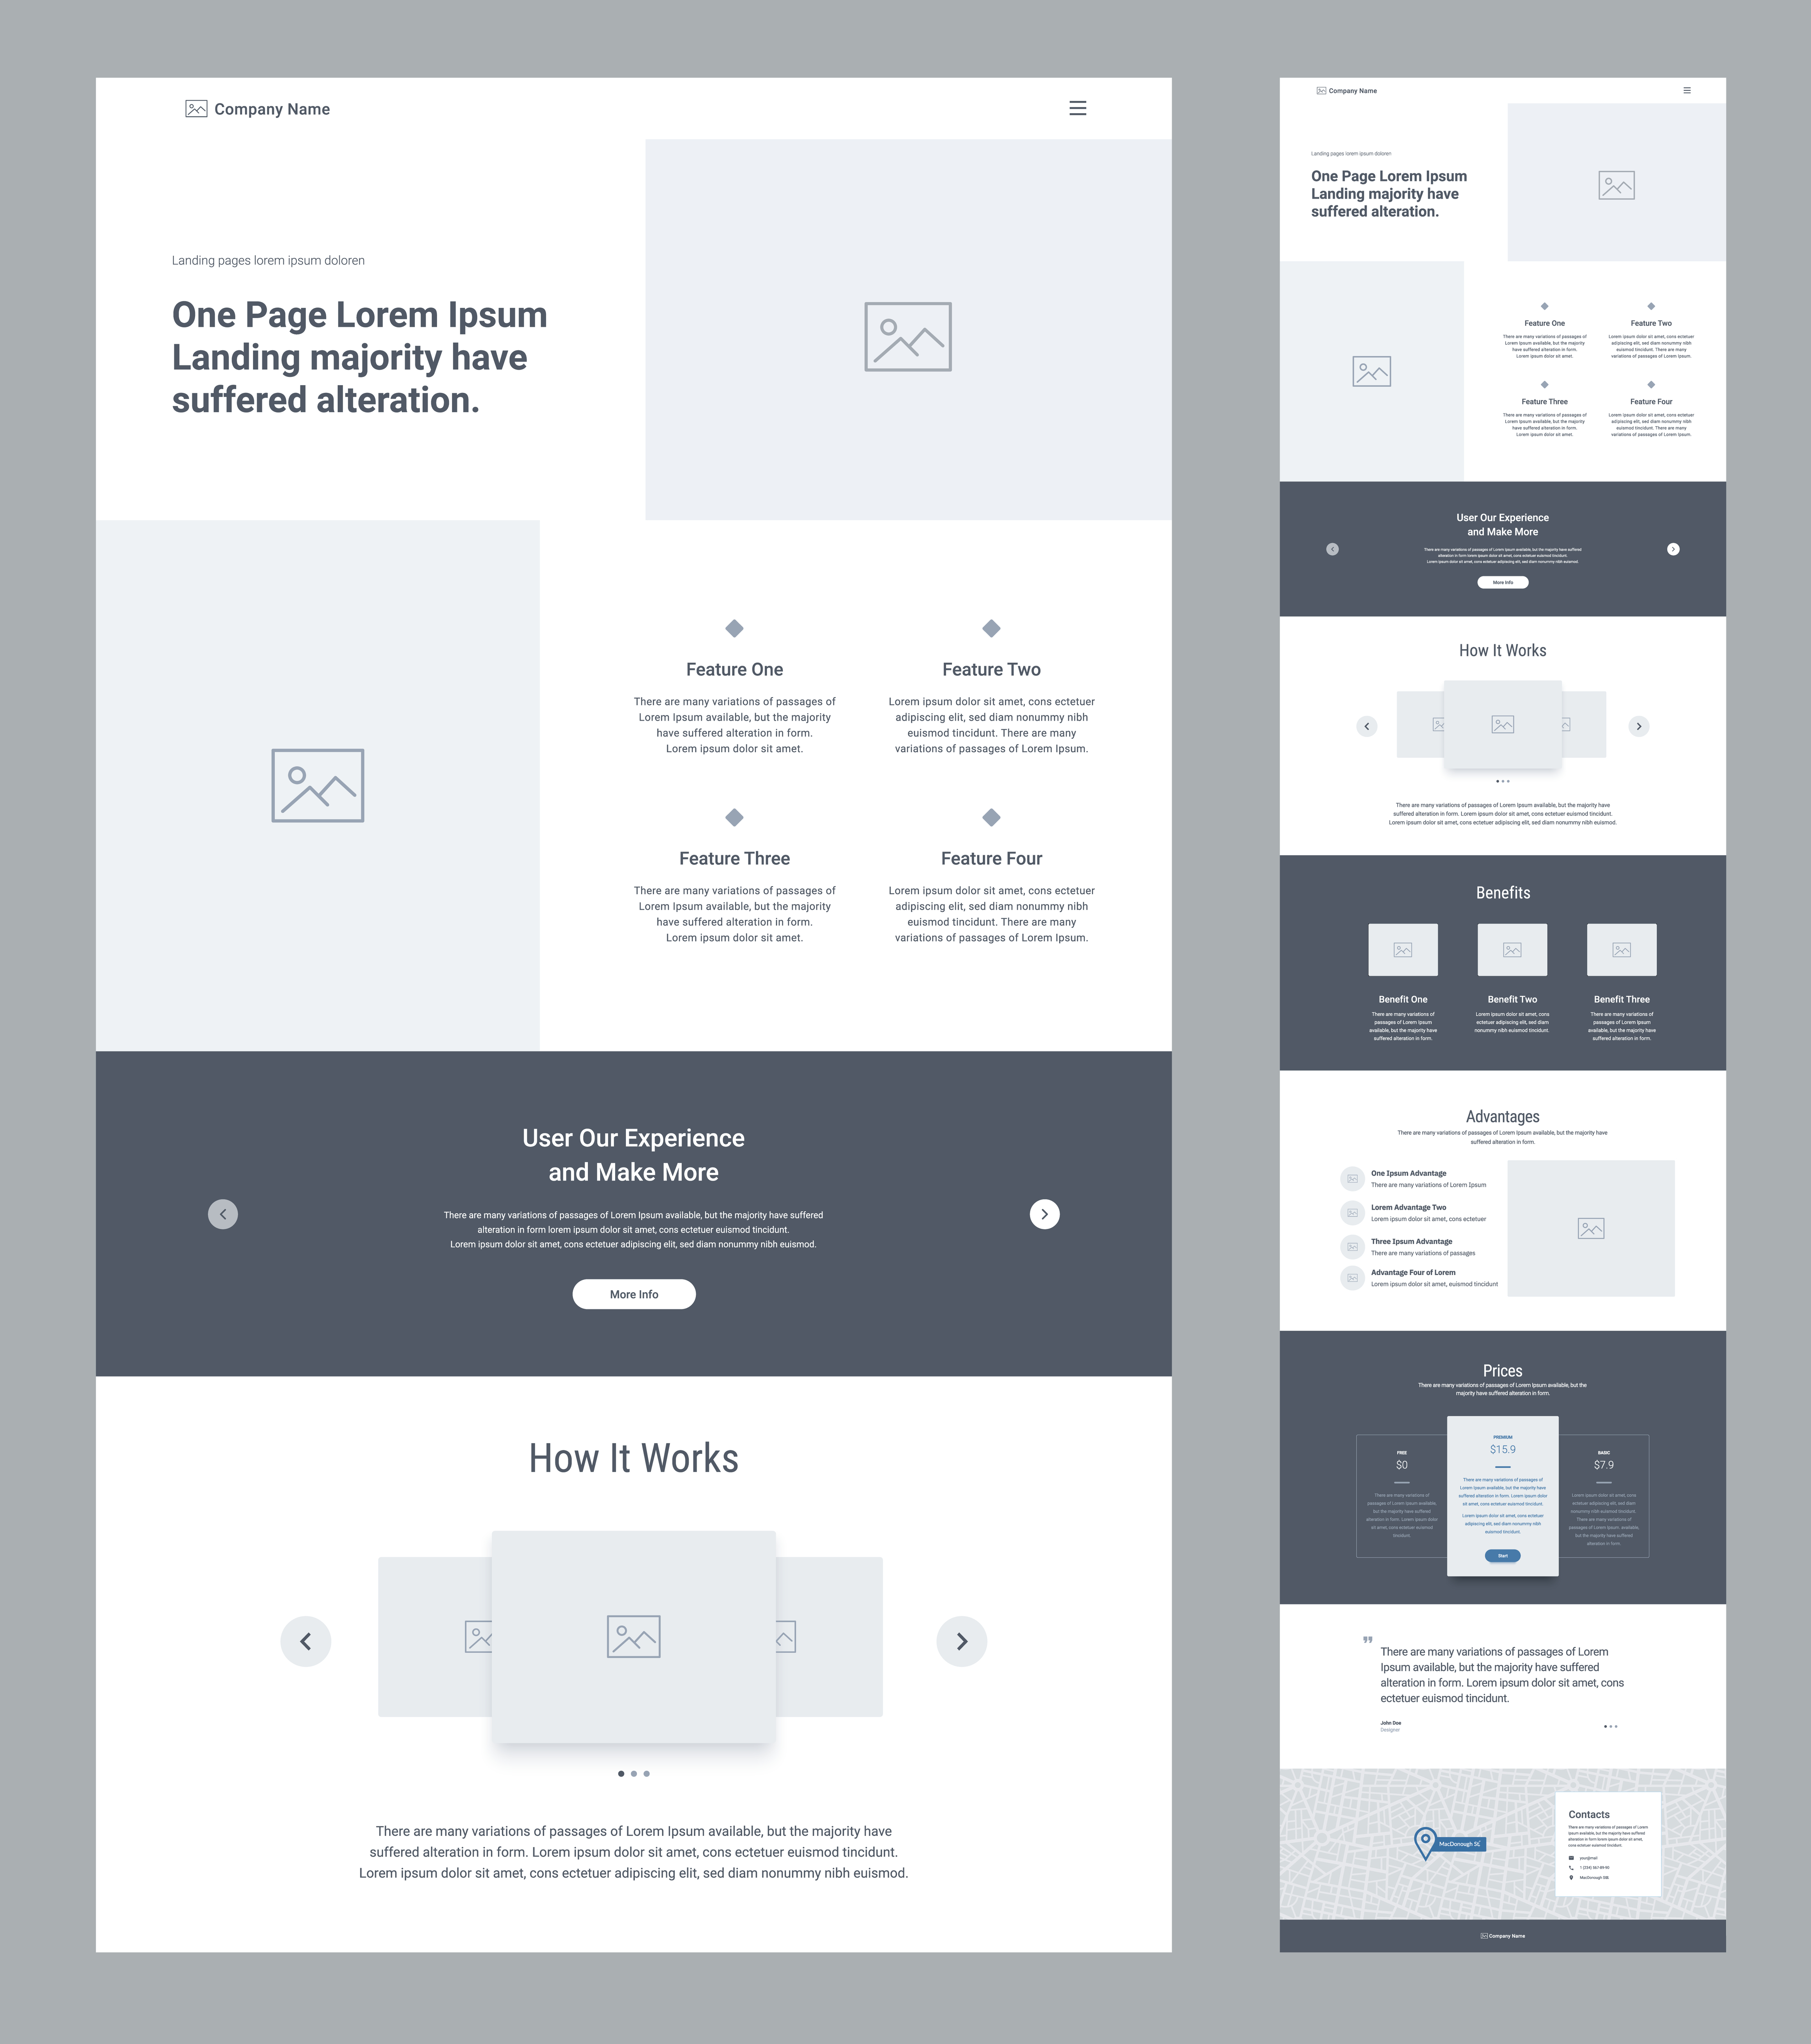 Company Name
Landing pages lorem ipsum doloren
One Page Lorem Ipsum
Landing majority have
suffered alteration.
Feature One
There are many variations of passages of
Lorem Ipsum available, but the majority
have suffered alteration in form.
Lorem ipsum dolor sit amet.
Feature Two
Lorem ipsum dolor sit amet, cons ectetuer
adipiscing elit, sed diam nonummy nibh
euismod tincidunt. There are many
variations of passages of Lorem Ipsum.
Feature Three
There are many variations of passages of
Lorem Ipsum available, but the majority
have suffered alteration in form.
Lorem ipsum dolor sit amet.
Feature Four
Lorem ipsum dolor sit amet, cons ectetuer
adipiscing elit, sed diam nonummy nibh
euismod tincidunt. There are many
variations of passages of Lorem Ipsum.
User Our Experience
and Make More
There are many variations of passages of Lorem Ipsum available, but the majority have suffered
alteration in form lorem ipsum dolor sit amet, cons ectetuer euismod tincidunt.
Lorem ipsum dolor sit amet, cons ectetuer adipiscing elit, sed diam nonummy nibh euismod.
More Info
How It Works
There are many variations of passages of Lorem Ipsum available, but the majority have
suffered alteration in form. Lorem ipsum dolor sit amet, cons ectetuer euismod tincidunt.
Lorem ipsum dolor sit amet, cons ectetuer adipiscing elit, sed diam nonummy nibh euismod.
Company Name
Landing pages lorem ipsum doloren
One Page Lorem Ipsum
Landing majority have
suffered alteration.
Feature One
There are many variations of passages of
Lorem Ipsum available, but the majority
have suffered alteration in form.
Lorem ipsum dolor sit amet.
Feature Two
Lorem ipsum dolor sit amet, cons ectetuer
adipiscing elit, sed diam nonummy nibh
euismod tincidunt. There are many
variations of passages of Lorem Ipsum.
Feature Three
There are many variations of passages of
Lorem Ipsum available, but the majority
have suffered alteration in form.
Lorem ipsum dolor sit amet.
Feature Four
Lorem ipsum dolor sit amet, cons ectetuer
adipiscing elit, sed diam nonummy nibh
euismod tincidunt. There are many
variations of passages of Lorem Ipsum.
User Our Experience
and Make More
There are many variations of passages of Lorem Ipsum available, but the majority have suffered
alteration in form lorem ipsum dolor sit amet, cons ectetuer euismod tincidunt.
Lorem ipsum dolor sit amet, cons ectetuer adipiscing elit, sed diam nonummy nibh euismod.
More Info
How It Works
There are many variations of passages of Lorem Ipsum available, but the majority have
suffered alteration in form. Lorem ipsum dolor sit amet, cons ectetuer euismod tincidunt.
Lorem ipsum dolor sit amet, cons ectetuer adipiscing elit, sed diam nonummy nibh euismod.
Benefits
Benefit One
There are many variations of
passages of Lorem Ipsum
available, but the majority have
suffered alteration in form.
Benefit Two
Lorem ipsum dolor sit amet, cons
ectetuer adipiscing elit, sed diam
nonummy nibh euismod tincidunt.
Benefit Three
There are many variations of
passages of Lorem Ipsum
available, but the majority have
suffered alteration in form.
Advantages
There are many variations of passages of Lorem Ipsum available, but the majority have
suffered alteration in form.
One Ipsum Advantage
There are many variations of Lorem Ipsum
Lorem Advantage Two
Lorem ipsum dolor sit amet, cons ectetuer
Three Ipsum Advantage
There are many variations of passages
Advantage Four of Lorem
Lorem ipsum dolor sit amet, euismod tincidunt
Prices
There are many variations of passages of Lorem Ipsum available, but the
majority have suffered alteration in form.
FREE
$0
There are many variations of
passages of Lorem Ipsum available,
but the majority have suffered
alteration in form. Lorem ipsum dolor
sit amet, cons ectetuer euismod
tincidunt.
PREMIUM
$15.9
There are many variations of passages of
Lorem Ipsum available, but the majority have
suffered alteration in form. Lorem ipsum dolor
sit amet, cons ectetuer euismod tincidunt.
Lorem ipsum dolor sit amet, cons ectetuer
adipiscing elit, sed diam nonummy nibh
euismod tincidunt.
Start
BASIC
$7.9
Lorem ipsum dolor sit amet, cons
ectetuer adipiscing elit, sed diam
nonummy nibh euismod tincidunt.
There are many variations of
passages of Lorem Ipsum. available,
but the majority have suffered
alteration in form.
There are many variations of passages of Lorem
Ipsum available, but the majority have suffered
alteration in form. Lorem ipsum dolor sit amet, cons
ectetuer euismod tincidunt.
John Doe
Designer
MacDonough St.
Contacts
There are many variations of passages of Lorem
Ipsum available, but the majority have suffered
alteration in form lorem ipsum dolor sit amet,
cons ectetuer euismod tincidunt.
your@mail
MacDonough
Company Name